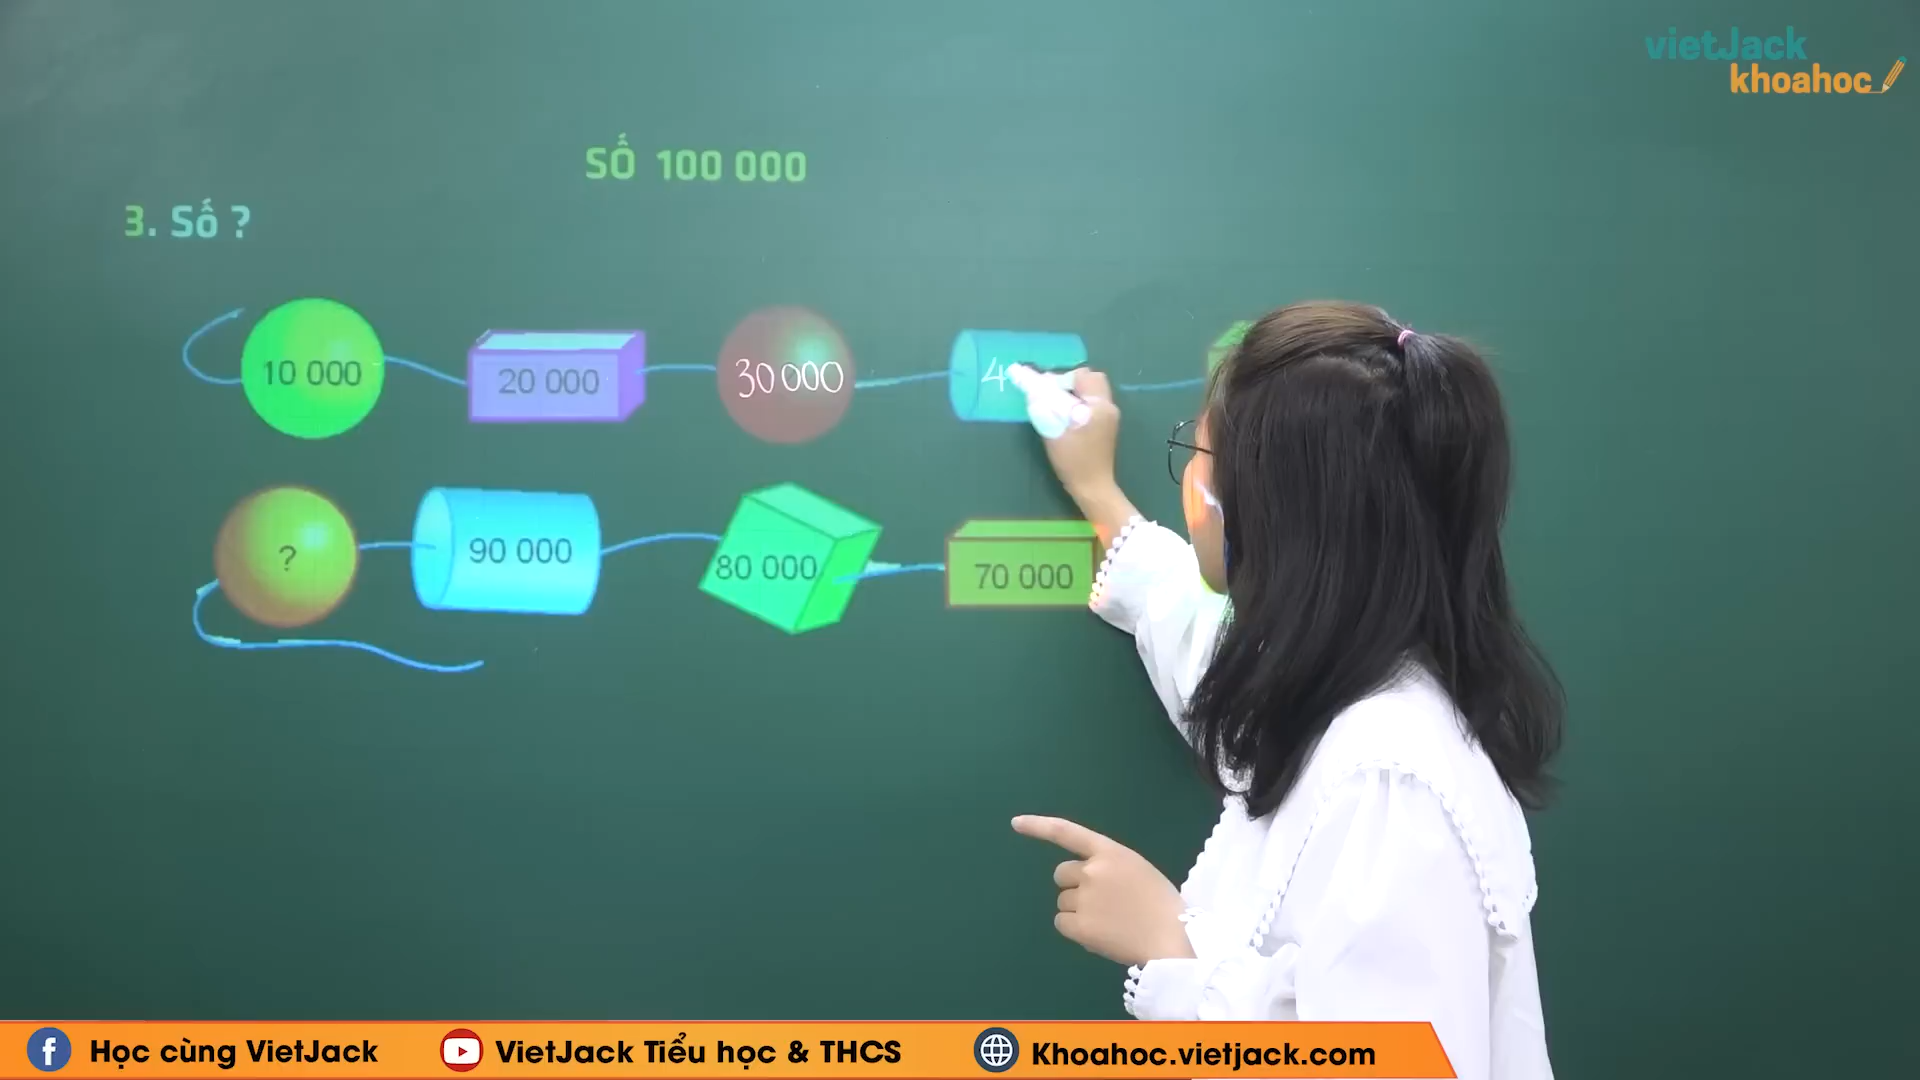 vietJack
khoahoc
SỐ 100 000
3. Số ?
10 000
20 000
30 000
4
?
90 000
80 000
70 000
Học cùng VietJack
VietJack Tiểu học & THCS
Khoahoc.vietjack.com